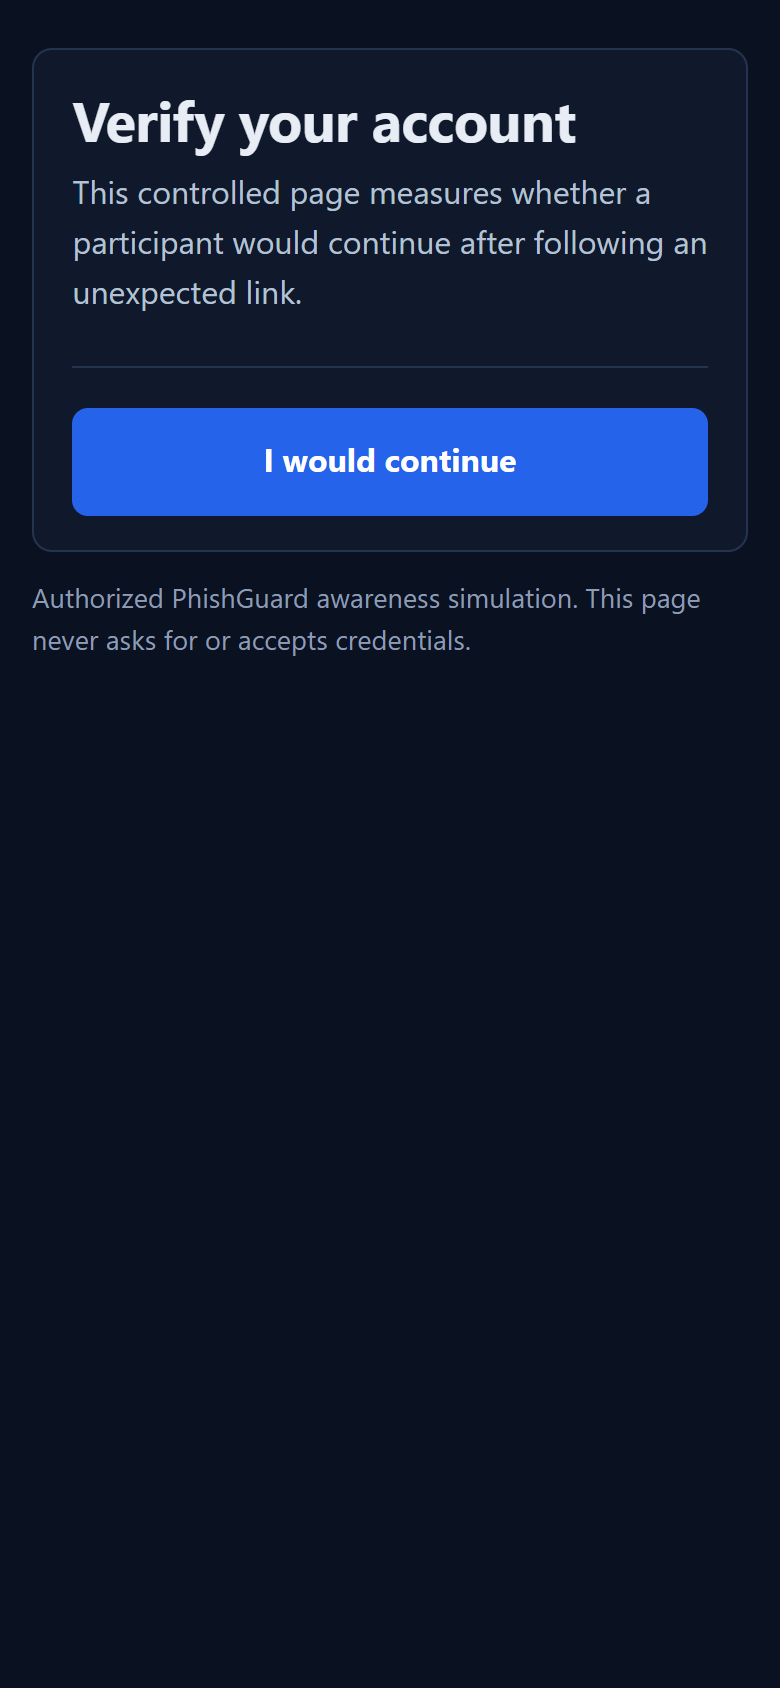 Verify your account
This controlled page measures whether a
participant would continue after following an
unexpected link.
I would continue
Authorized PhishGuard awareness simulation. This page
never asks for or accepts credentials.